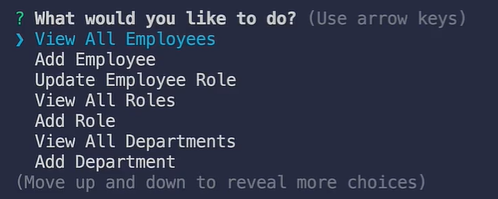 ? What would you like to do? (Use arrow keys)
❯ View All Employees
Add Employee
Update Employee Role
View All Roles
Add Role
View All Departments
Add Department
(Move up and down to reveal more choices)